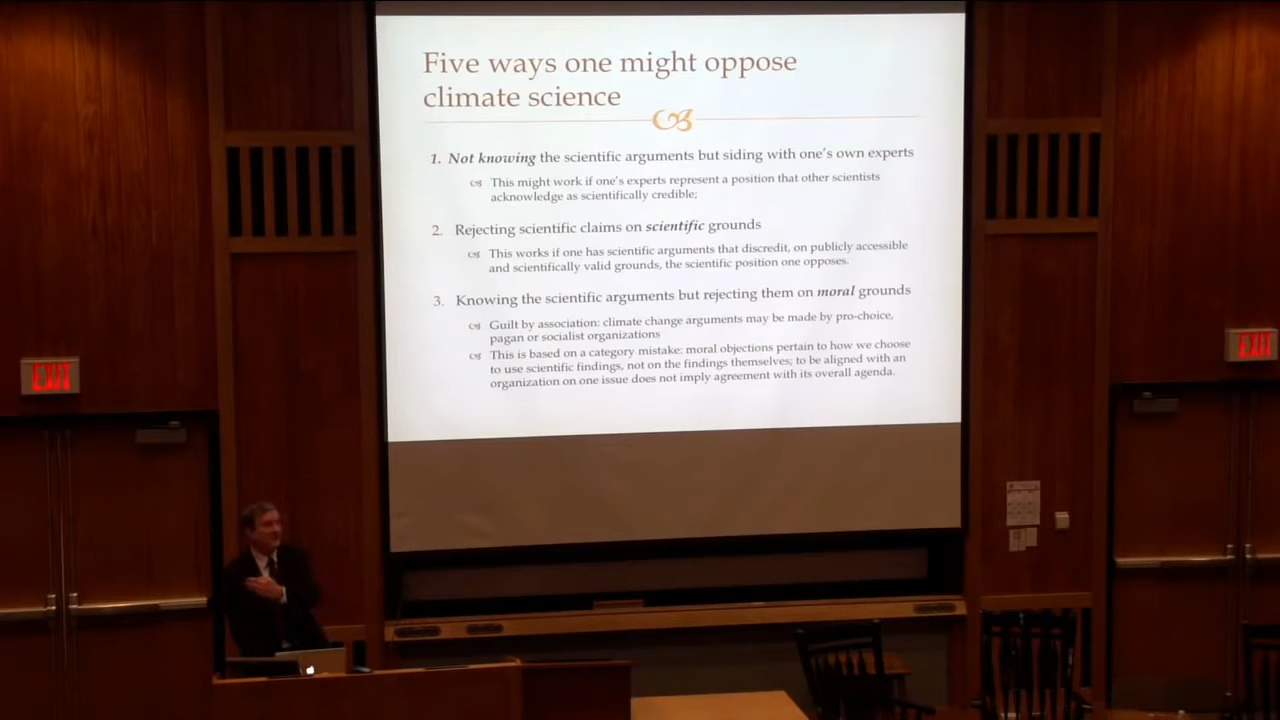 Five ways one might oppose
climate science
1. Not knowing the scientific arguments but siding with one's own experts
This might work if one's experts represent a position that other scientists
acknowledge as scientifically credible;
2. Rejecting scientific claims on scientific grounds
This works if one has scientific arguments that discredit, on publicly accessible
and scientifically valid grounds, the scientific position one opposes.
3. Knowing the scientific arguments but rejecting them on moral grounds
Guilt by association: climate change arguments may be made by pro-choice,
pagan or socialist organizations
This is based on a category mistake: moral objections pertain to how we choose
to use scientific findings, not on the findings themselves; to be aligned with an
organization on one issue does not imply agreement with its overall agenda.
EXIT
EXIT